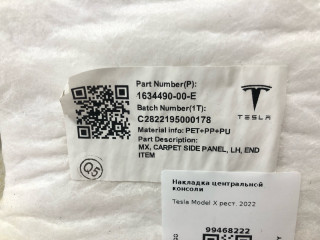 Part Number(P):
1634490-00-E
Batch Number(1T):
C2822195000178
Material info: PET+PP+PU
Part Description:
MX, CARPET SIDE PANEL, LH, END
ITEM
TESLA
Q5
Накладка центральной
консоли
Tesla Model X рест. 2022
99468222